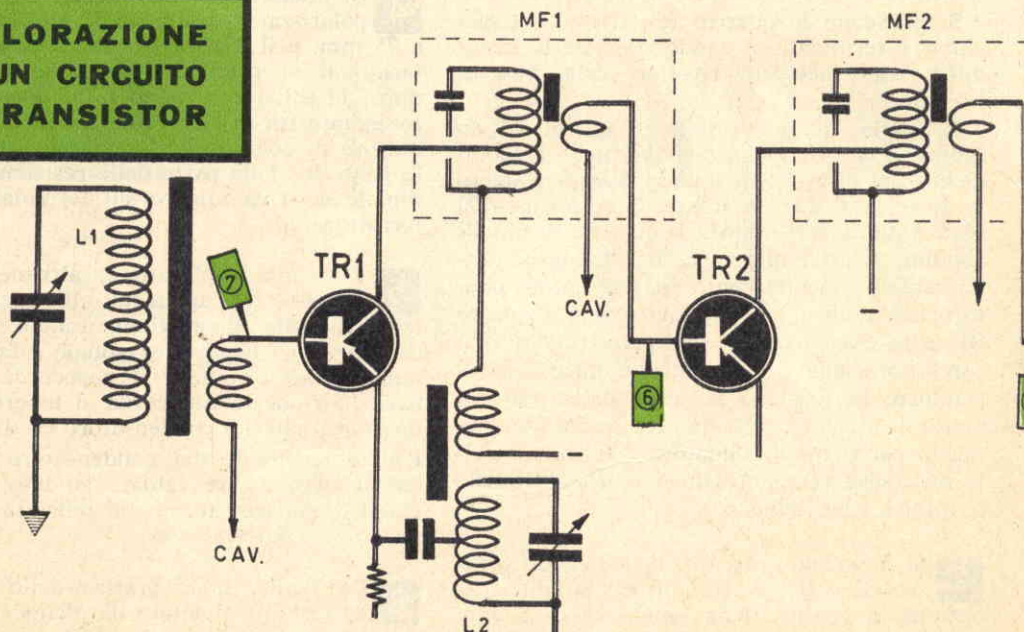 LORAZIONE
UN CIRCUITO
RANSISTOR
MF1
MF2
L1
7
TR1
CAV.
TR2
6
CAV.
L2